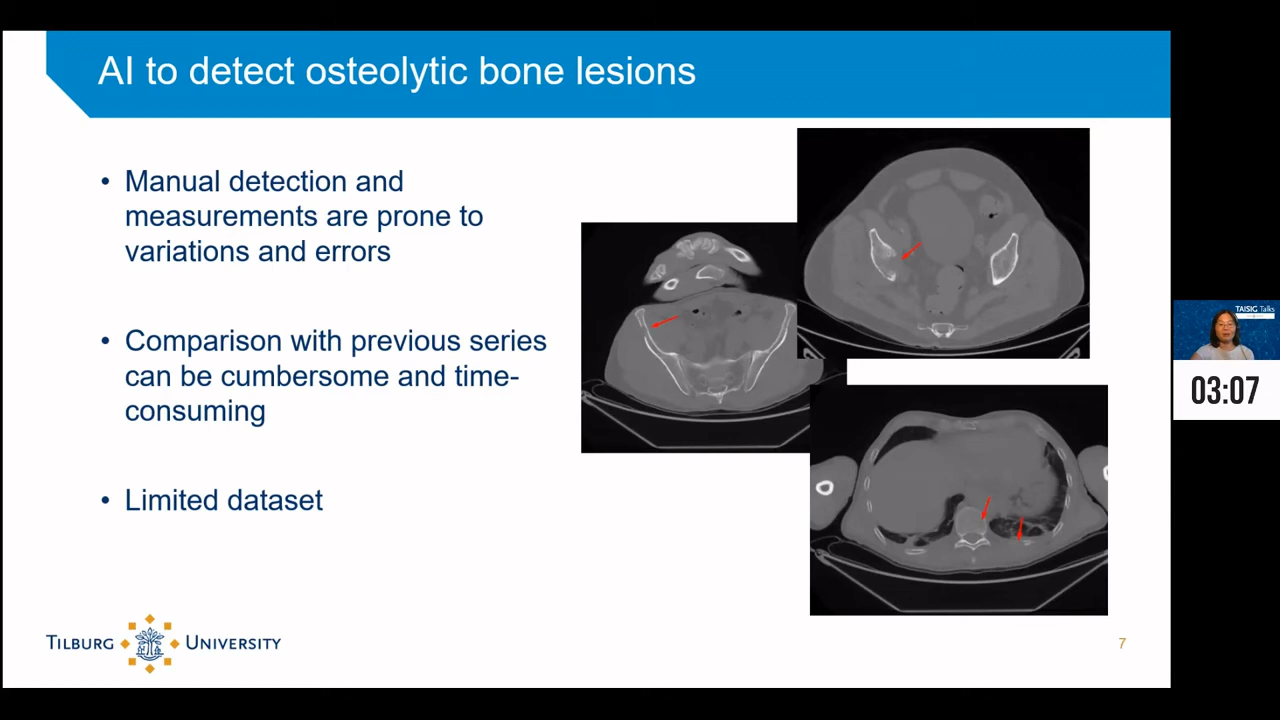 AI to detect osteolytic bone lesions
• Manual detection and
measurements are prone to
variations and errors
• Comparison with previous series
can be cumbersome and time-
consuming
• Limited dataset
TILBURG UNIVERSITY
7
TAISIG Talks
03:07